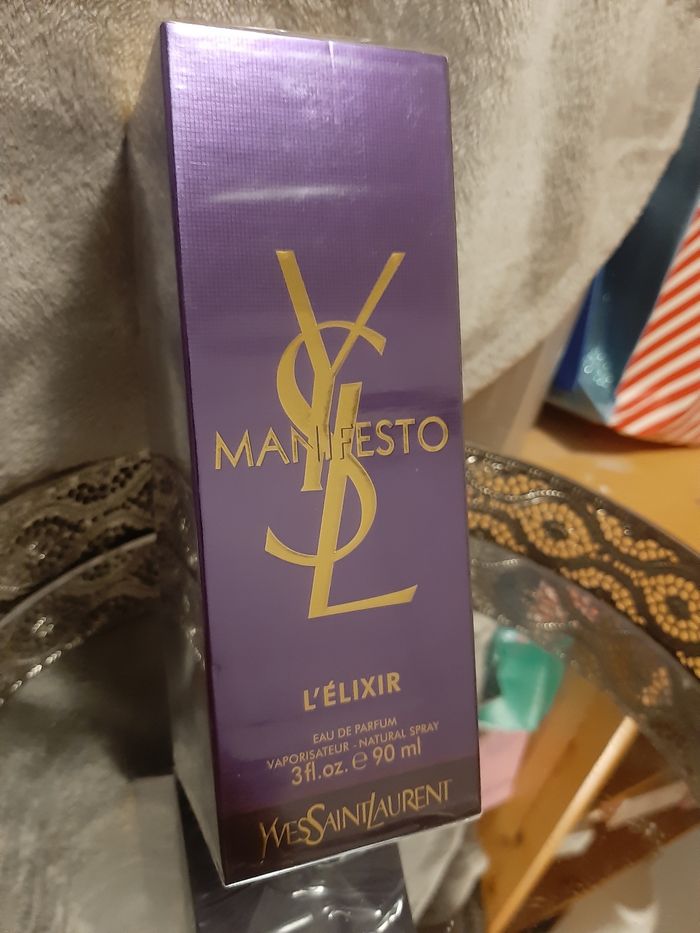 YSL
MANIFESTO
L'ÉLIXIR
EAU DE PARFUM
VAPORISATEUR - NATURAL SPRAY
3fl.oz. ℮ 90 ml
YVESSAINTLAURENT